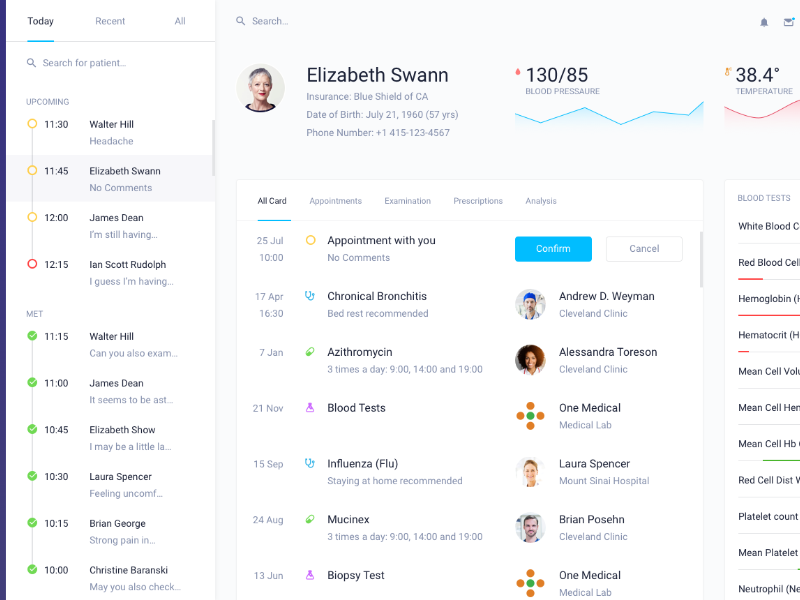 Today Recent All
Search for patient...
UPCOMING
11:30 Walter Hill
Headache
11:45 Elizabeth Swann
No Comments
12:00 James Dean
I'm still having...
12:15 Ian Scott Rudolph
I guess I'm having...
MET
11:15 Walter Hill
Can you also exam...
11:00 James Dean
It seems to be ast...
10:45 Elizabeth Show
I may be a little la...
10:30 Laura Spencer
Feeling uncomf...
10:15 Brian George
Strong pain in...
10:00 Christine Baranski
May you also check...
Search...
Elizabeth Swann
Insurance: Blue Shield of CA
Date of Birth: July 21, 1960 (57 yrs)
Phone Number: +1 415-123-4567
130/85
BLOOD PRESSAURE
38.4°
TEMPERATURE
All Card Appointments Examination Prescriptions Analysis
25 Jul Appointment with you Confirm Cancel
10:00 No Comments
17 Apr Chronical Bronchitis Andrew D. Weyman
16:30 Bed rest recommended Cleveland Clinic
7 Jan Azithromycin Alessandra Toreson
3 times a day: 9:00, 14:00 and 19:00 Cleveland Clinic
21 Nov Blood Tests One Medical
Medical Lab
15 Sep Influenza (Flu) Laura Spencer
Staying at home recommended Mount Sinai Hospital
24 Aug Mucinex Brian Posehn
3 times a day: 9:00, 14:00 and 19:00 Cleveland Clinic
13 Jun Biopsy Test One Medical
Medical Lab
BLOOD TESTS
White Blood C
Red Blood Cell
Hemoglobin (H
Hematocrit (H
Mean Cell Volu
Mean Cell Hem
Mean Cell Hb C
Red Cell Dist W
Platelet count
Mean Platelet
Neutrophil (Ne